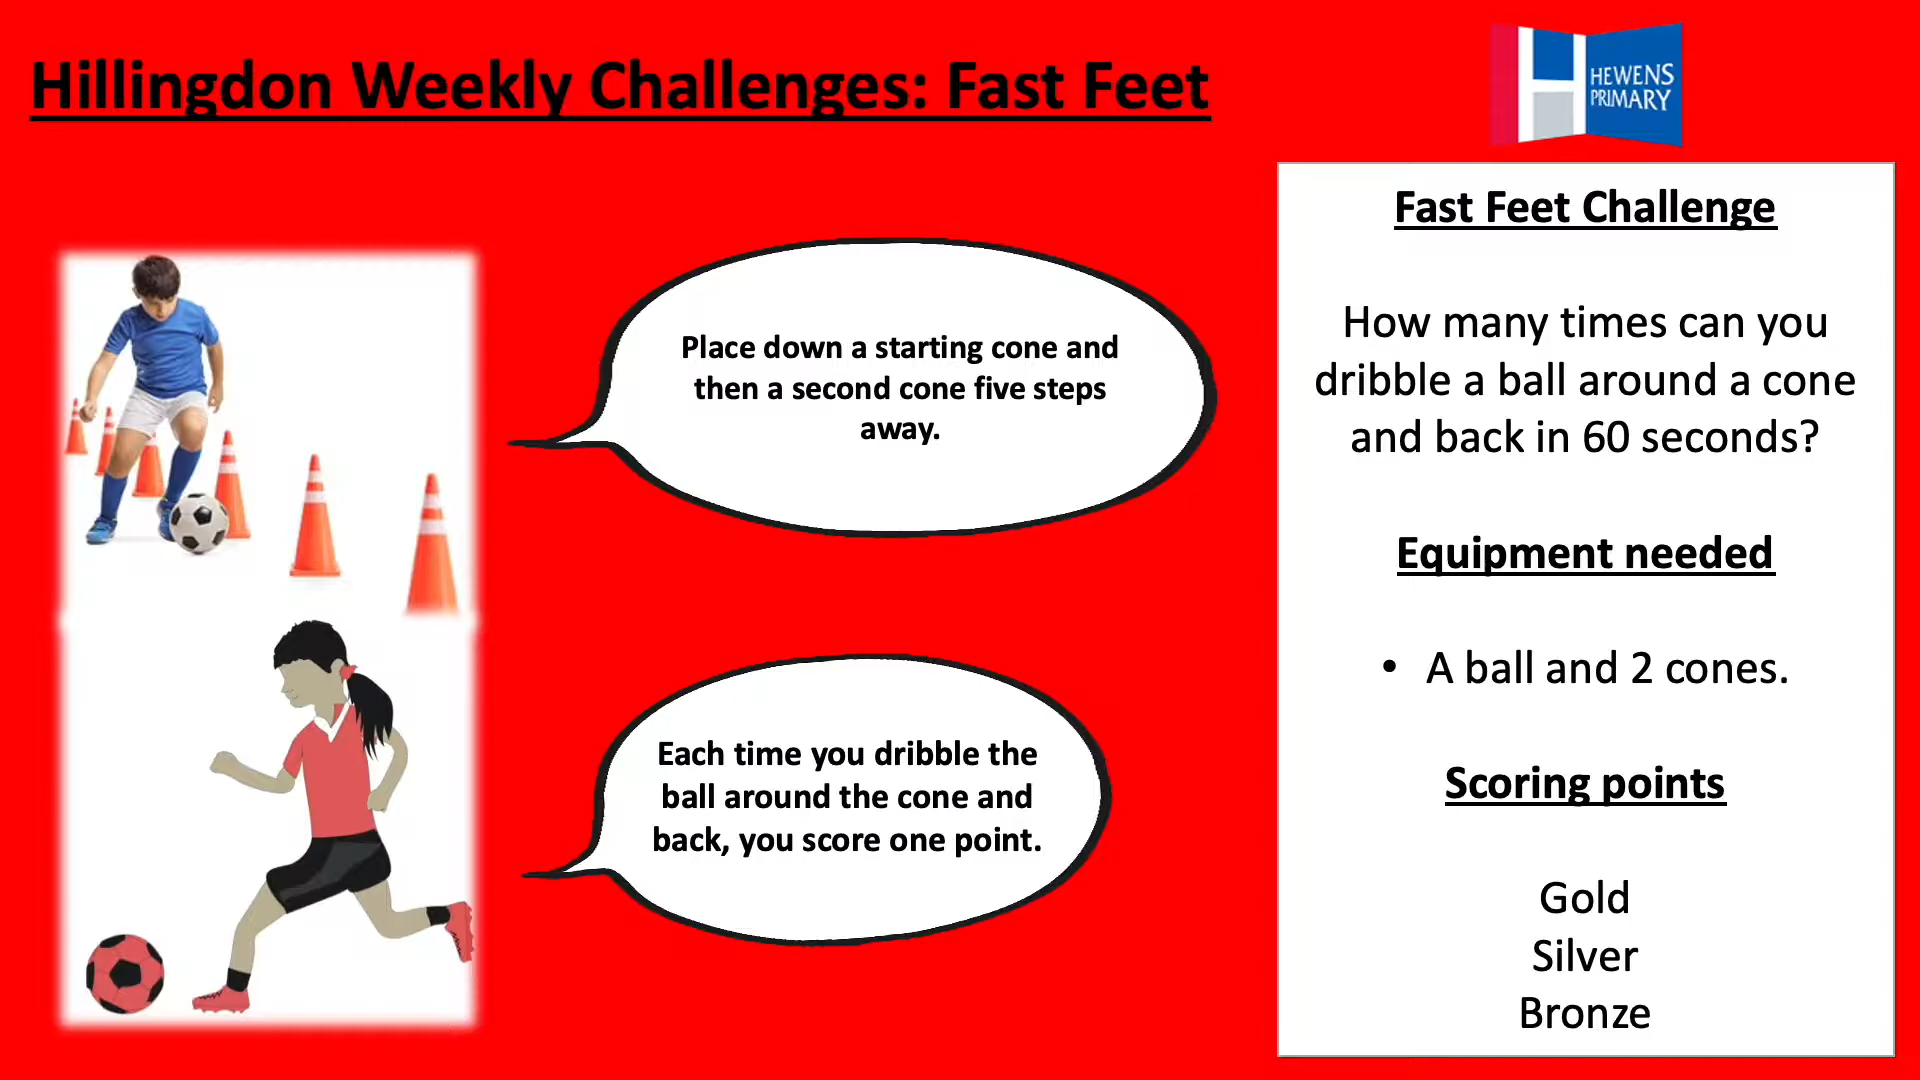 Hillingdon Weekly Challenges: Fast Feet
HEWENS
PRIMARY
Place down a starting cone and
then a second cone five steps
away.
Each time you dribble the
ball around the cone and
back, you score one point.
Fast Feet Challenge
How many times can you
dribble a ball around a cone
and back in 60 seconds?
Equipment needed
• A ball and 2 cones.
Scoring points
Gold
Silver
Bronze